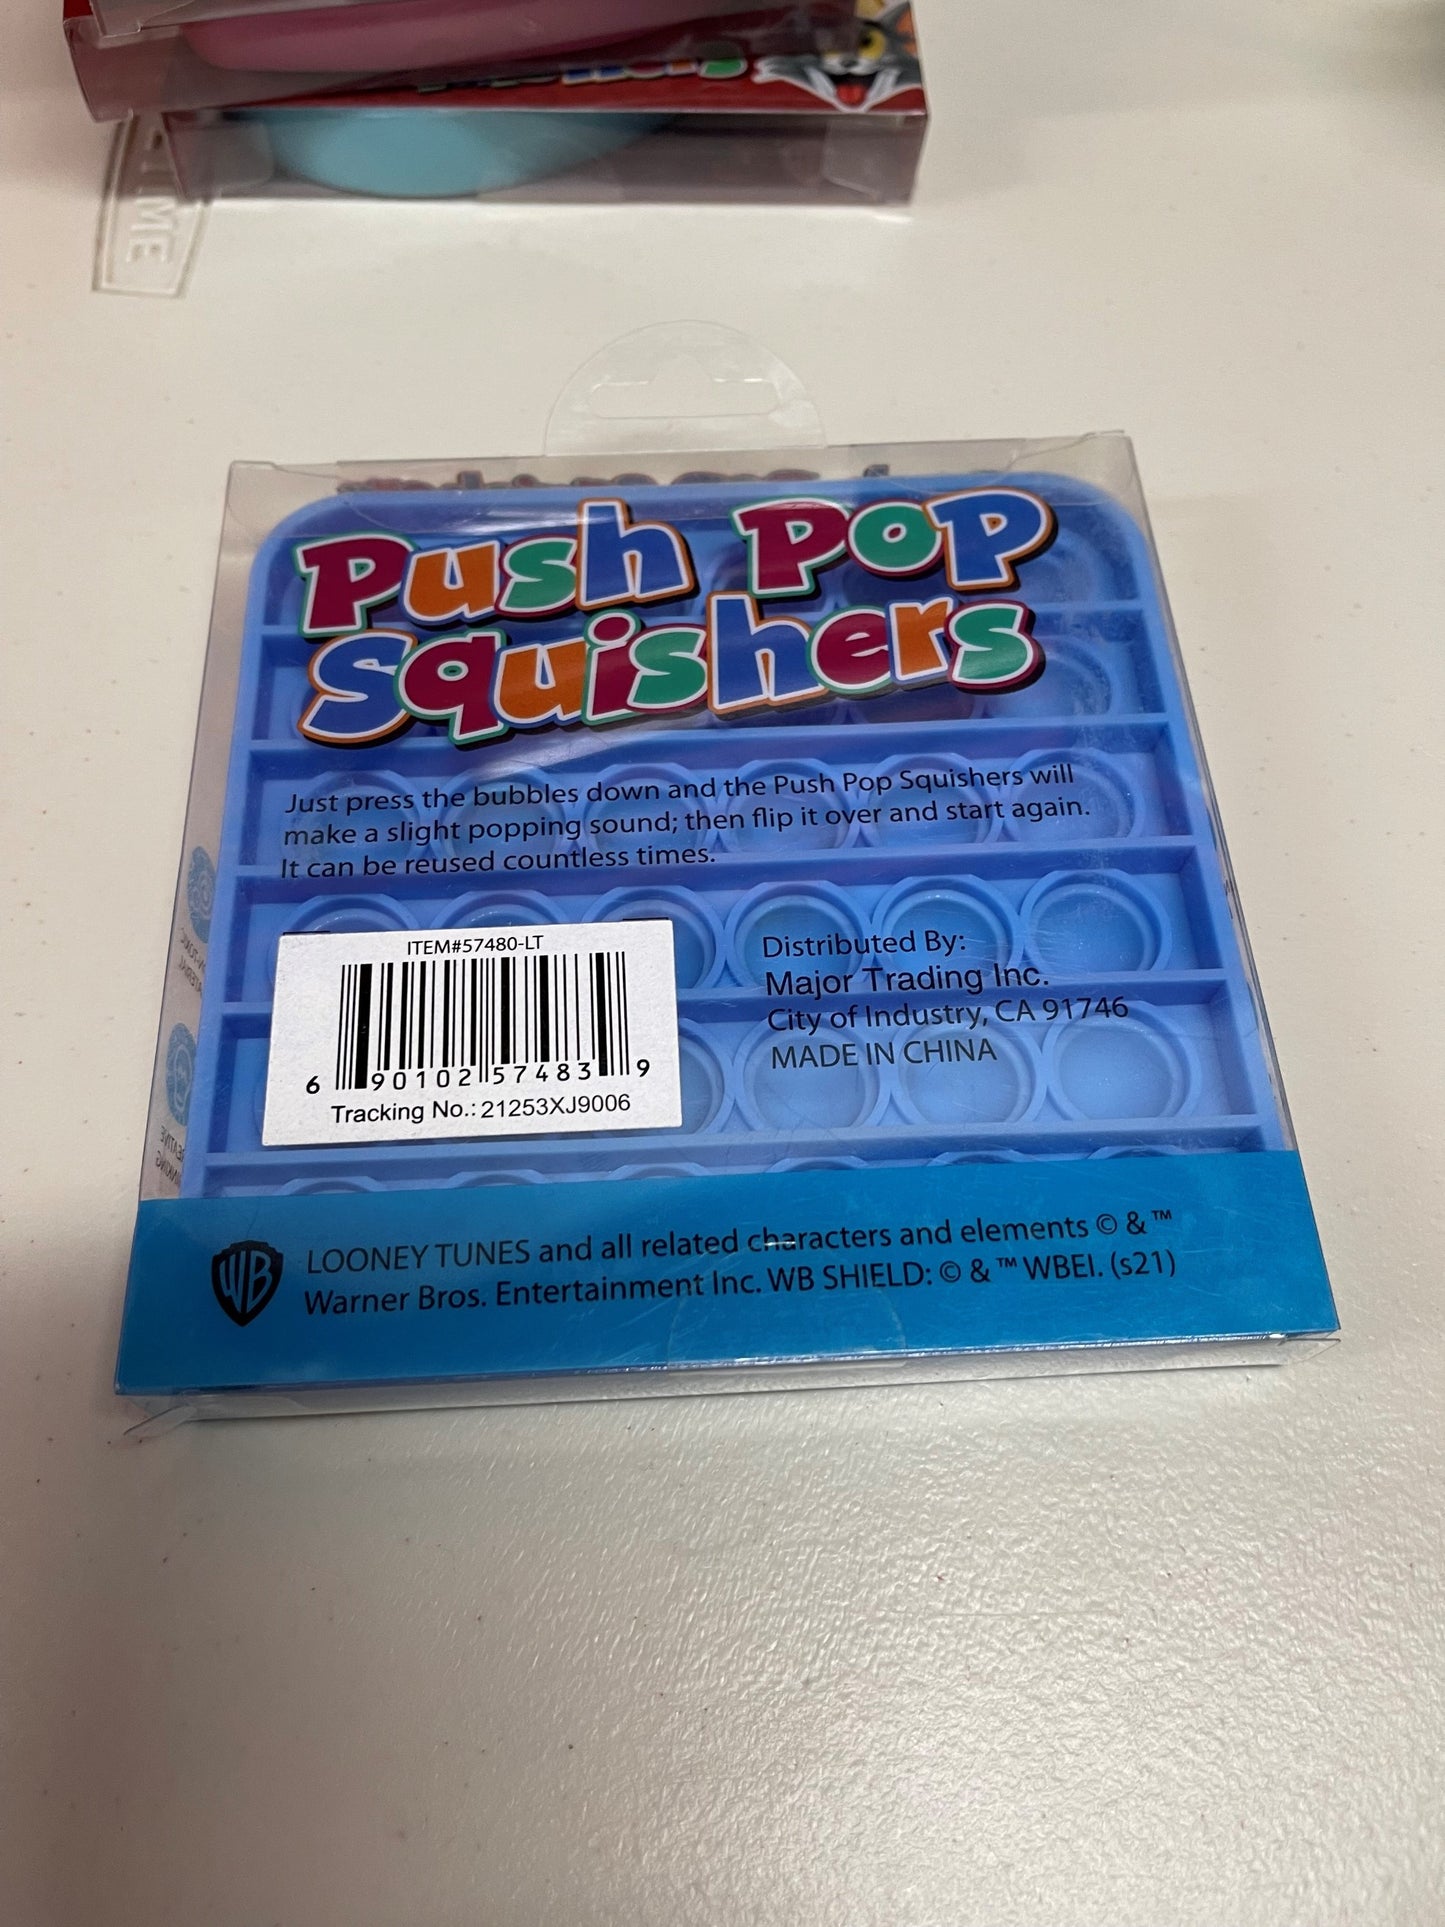 Push Pop
Squishers
Just press the bubbles down and the Push Pop Squishers will
make a slight popping sound; then flip it over and start again.
It can be reused countless times.
ITEM#57480-LT
6 90102 57483 9
Tracking No.: 21253XJ9006
Distributed By:
Major Trading Inc.
City of Industry, CA 91746
MADE IN CHINA
WB
LOONEY TUNES and all related characters and elements © & ™
Warner Bros. Entertainment Inc. WB SHIELD: © & ™ WBEI. (s21)